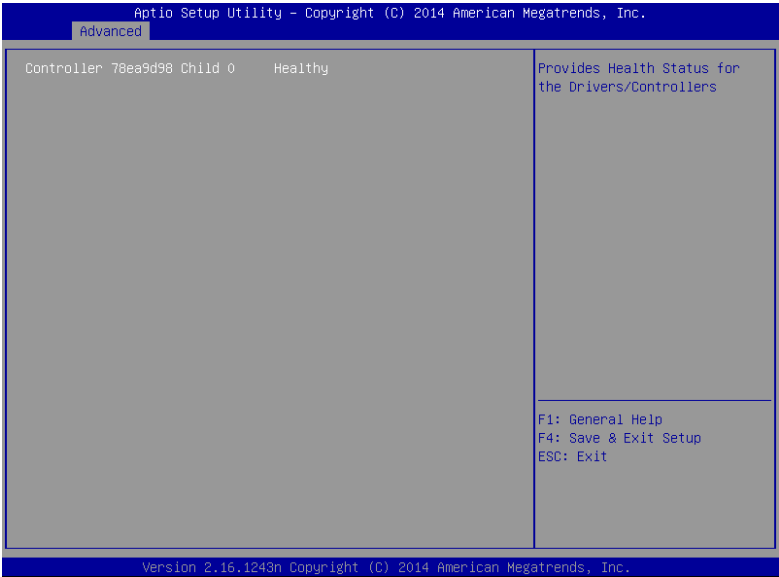 Aptio Setup Utility – Copyright (C) 2014 American Megatrends, Inc.
Advanced
Controller 78ea9d98 Child 0 Healthy
Provides Health Status for
the Drivers/Controllers
F1: General Help
F4: Save & Exit Setup
ESC: Exit
Version 2.16.1243n Copyright (C) 2014 American Megatrends, Inc.